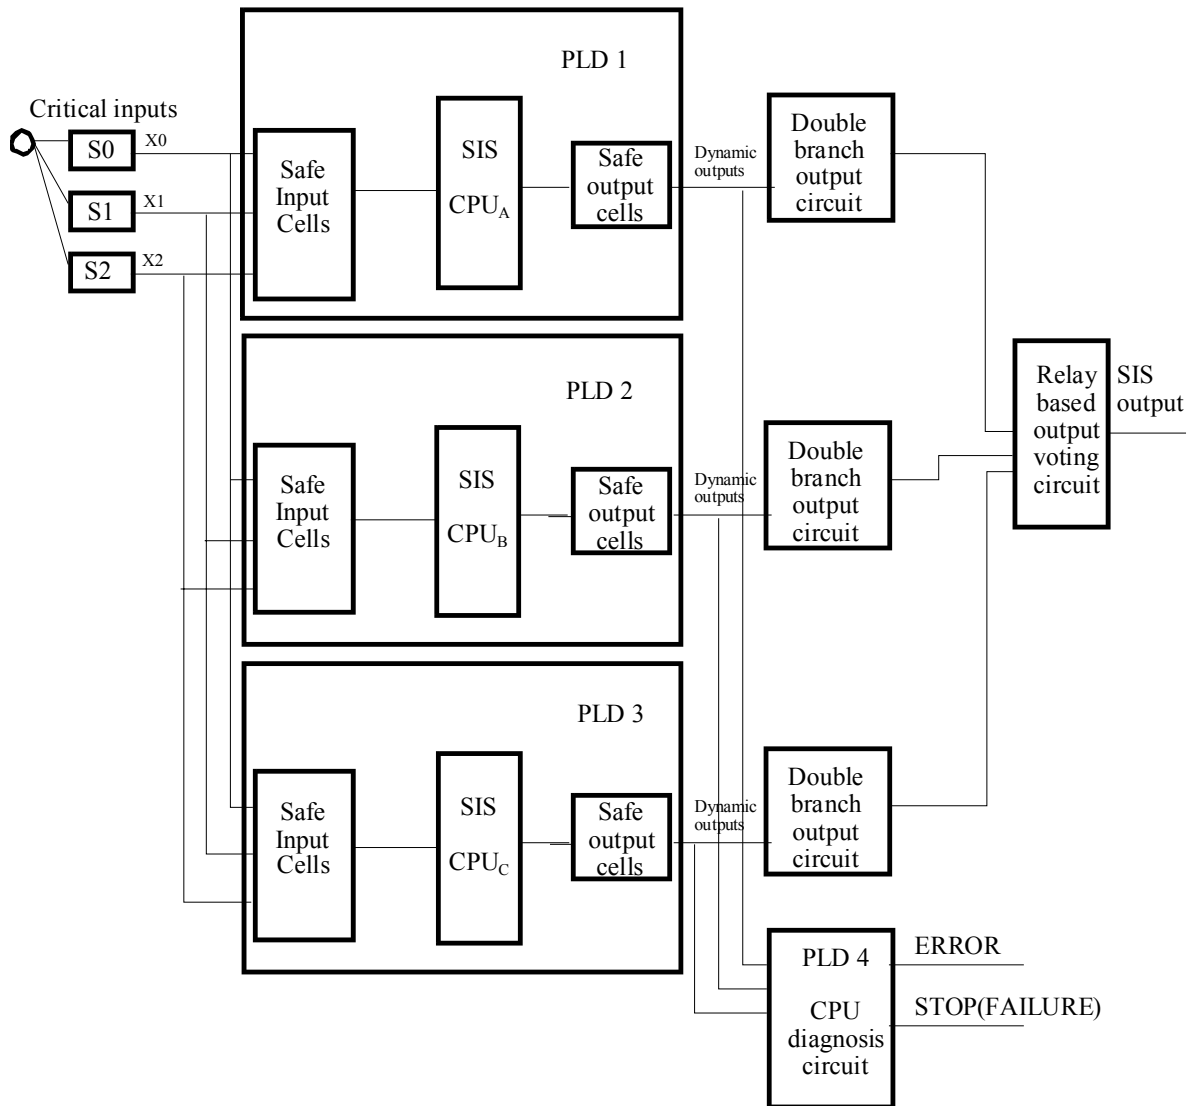 Critical inputs
S0
X0
S1
X1
S2
X2
PLD 1
Safe
Input
Cells
SIS
CPUA
Safe
output
cells
Dynamic
outputs
Double
branch
output
circuit
PLD 2
Safe
Input
Cells
SIS
CPUB
Safe
output
cells
Dynamic
outputs
Double
branch
output
circuit
Relay
based
output
voting
circuit
SIS
output
PLD 3
Safe
Input
Cells
SIS
CPUC
Safe
output
cells
Dynamic
outputs
Double
branch
output
circuit
PLD 4
CPU
diagnosis
circuit
ERROR
STOP(FAILURE)